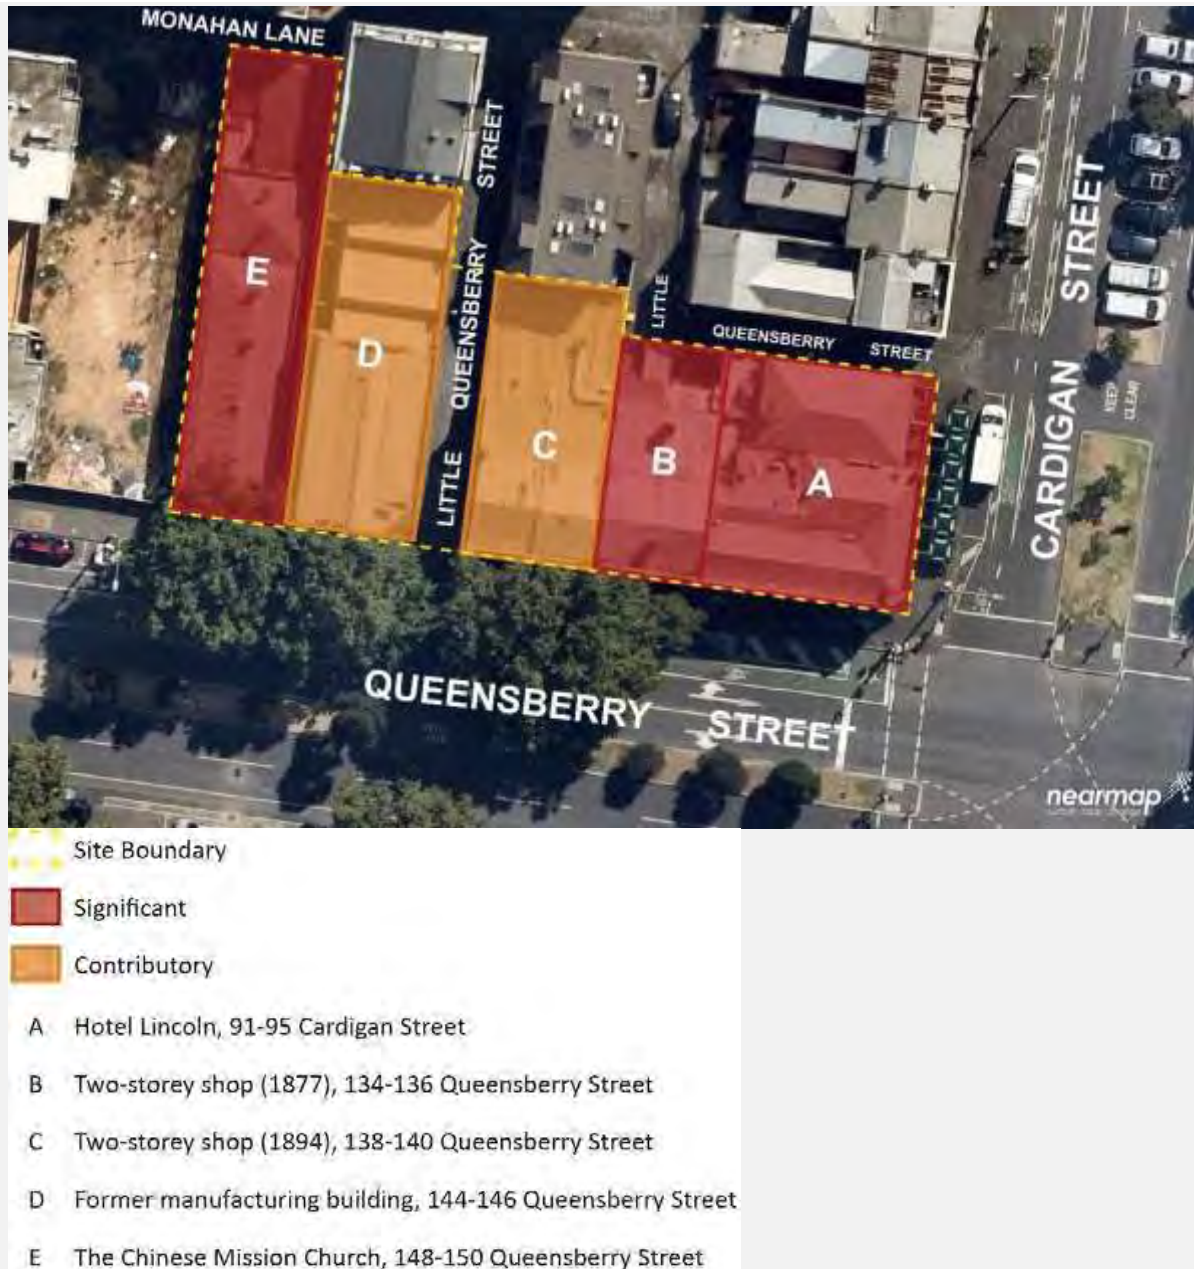 MONAHAN LANE
E
D
LITTLE QUEENSBERRY STREET
C
LITTLE
QUEENSBERRY STREET
B
A
CARDIGAN STREET
KEEP
CLEAR
QUEENSBERRY STREET
nearmap
Site Boundary
Significant
Contributory
A Hotel Lincoln, 91-95 Cardigan Street
B Two-storey shop (1877), 134-136 Queensberry Street
C Two-storey shop (1894), 138-140 Queensberry Street
D Former manufacturing building, 144-146 Queensberry Street
E The Chinese Mission Church, 148-150 Queensberry Street